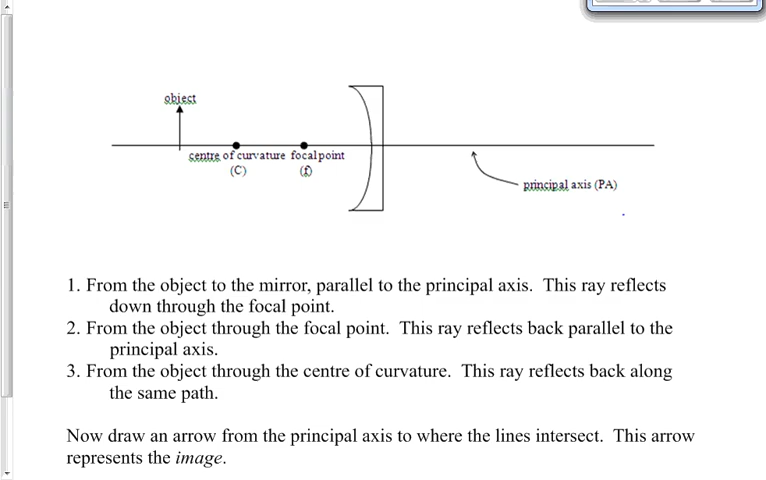 object
centre of curvature focal point
(C) (f)
principal axis (PA)
1. From the object to the mirror, parallel to the principal axis. This ray reflects
down through the focal point.
2. From the object through the focal point. This ray reflects back parallel to the
principal axis.
3. From the object through the centre of curvature. This ray reflects back along
the same path.
Now draw an arrow from the principal axis to where the lines intersect. This arrow
represents the image.